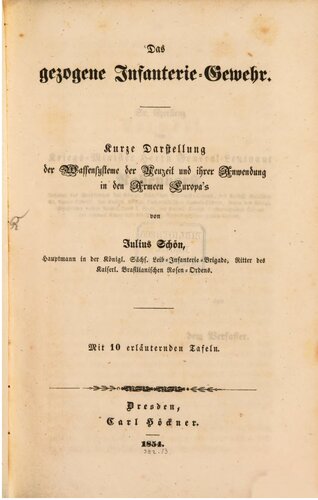 Das
gezogene Infanterie-Gewehr.
Kurze Darstellung
der Waffensysteme der Neuzeit und ihrer Anwendung
in den Armeen Europa's
von
Julius Schön,
Hauptmann in der Königl. Sächs. Leib-Infanterie-Brigade, Ritter des
Kaiserl. Brasilianischen Rosen-Ordens.
Mit 10 erläuternden Tafeln.
Dresden,
Carl Höckner.
1854.